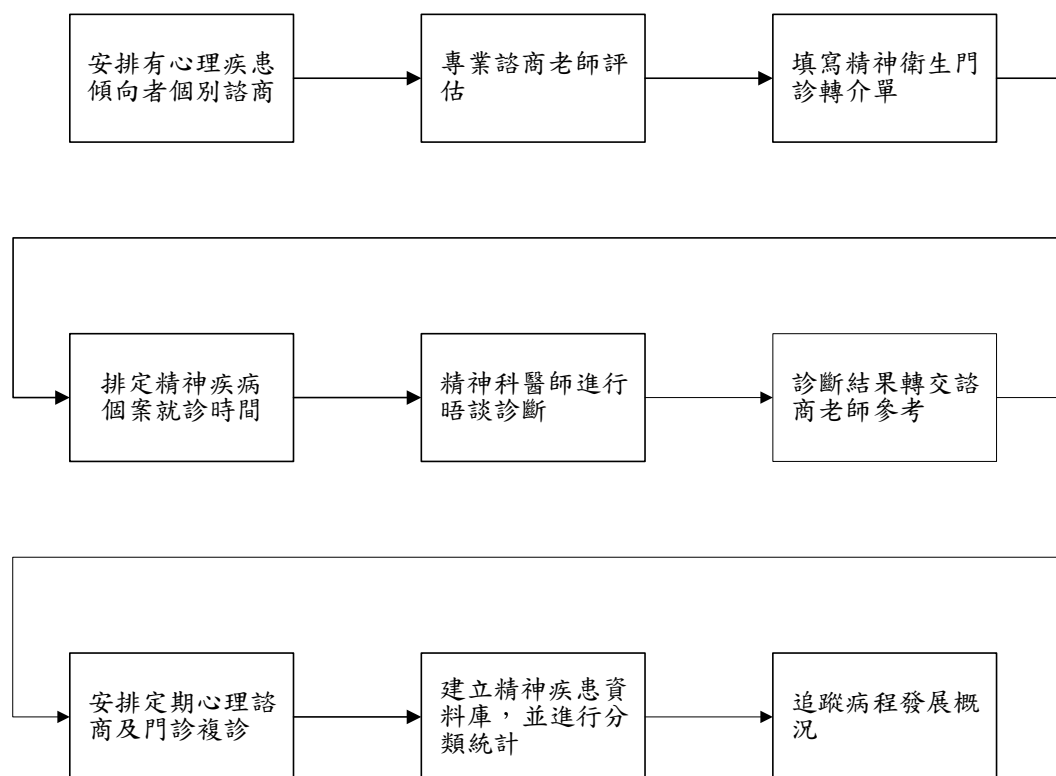 安排有心理疾患
傾向者個別諮商
專業諮商老師評
估
填寫精神衛生門
診轉介單
排定精神疾病
個案就診時間
精神科醫師進行
晤談診斷
診斷結果轉交諮
商老師參考
安排定期心理諮
商及門診複診
建立精神疾患資
料庫，並進行分
類統計
追蹤病程發展概
況